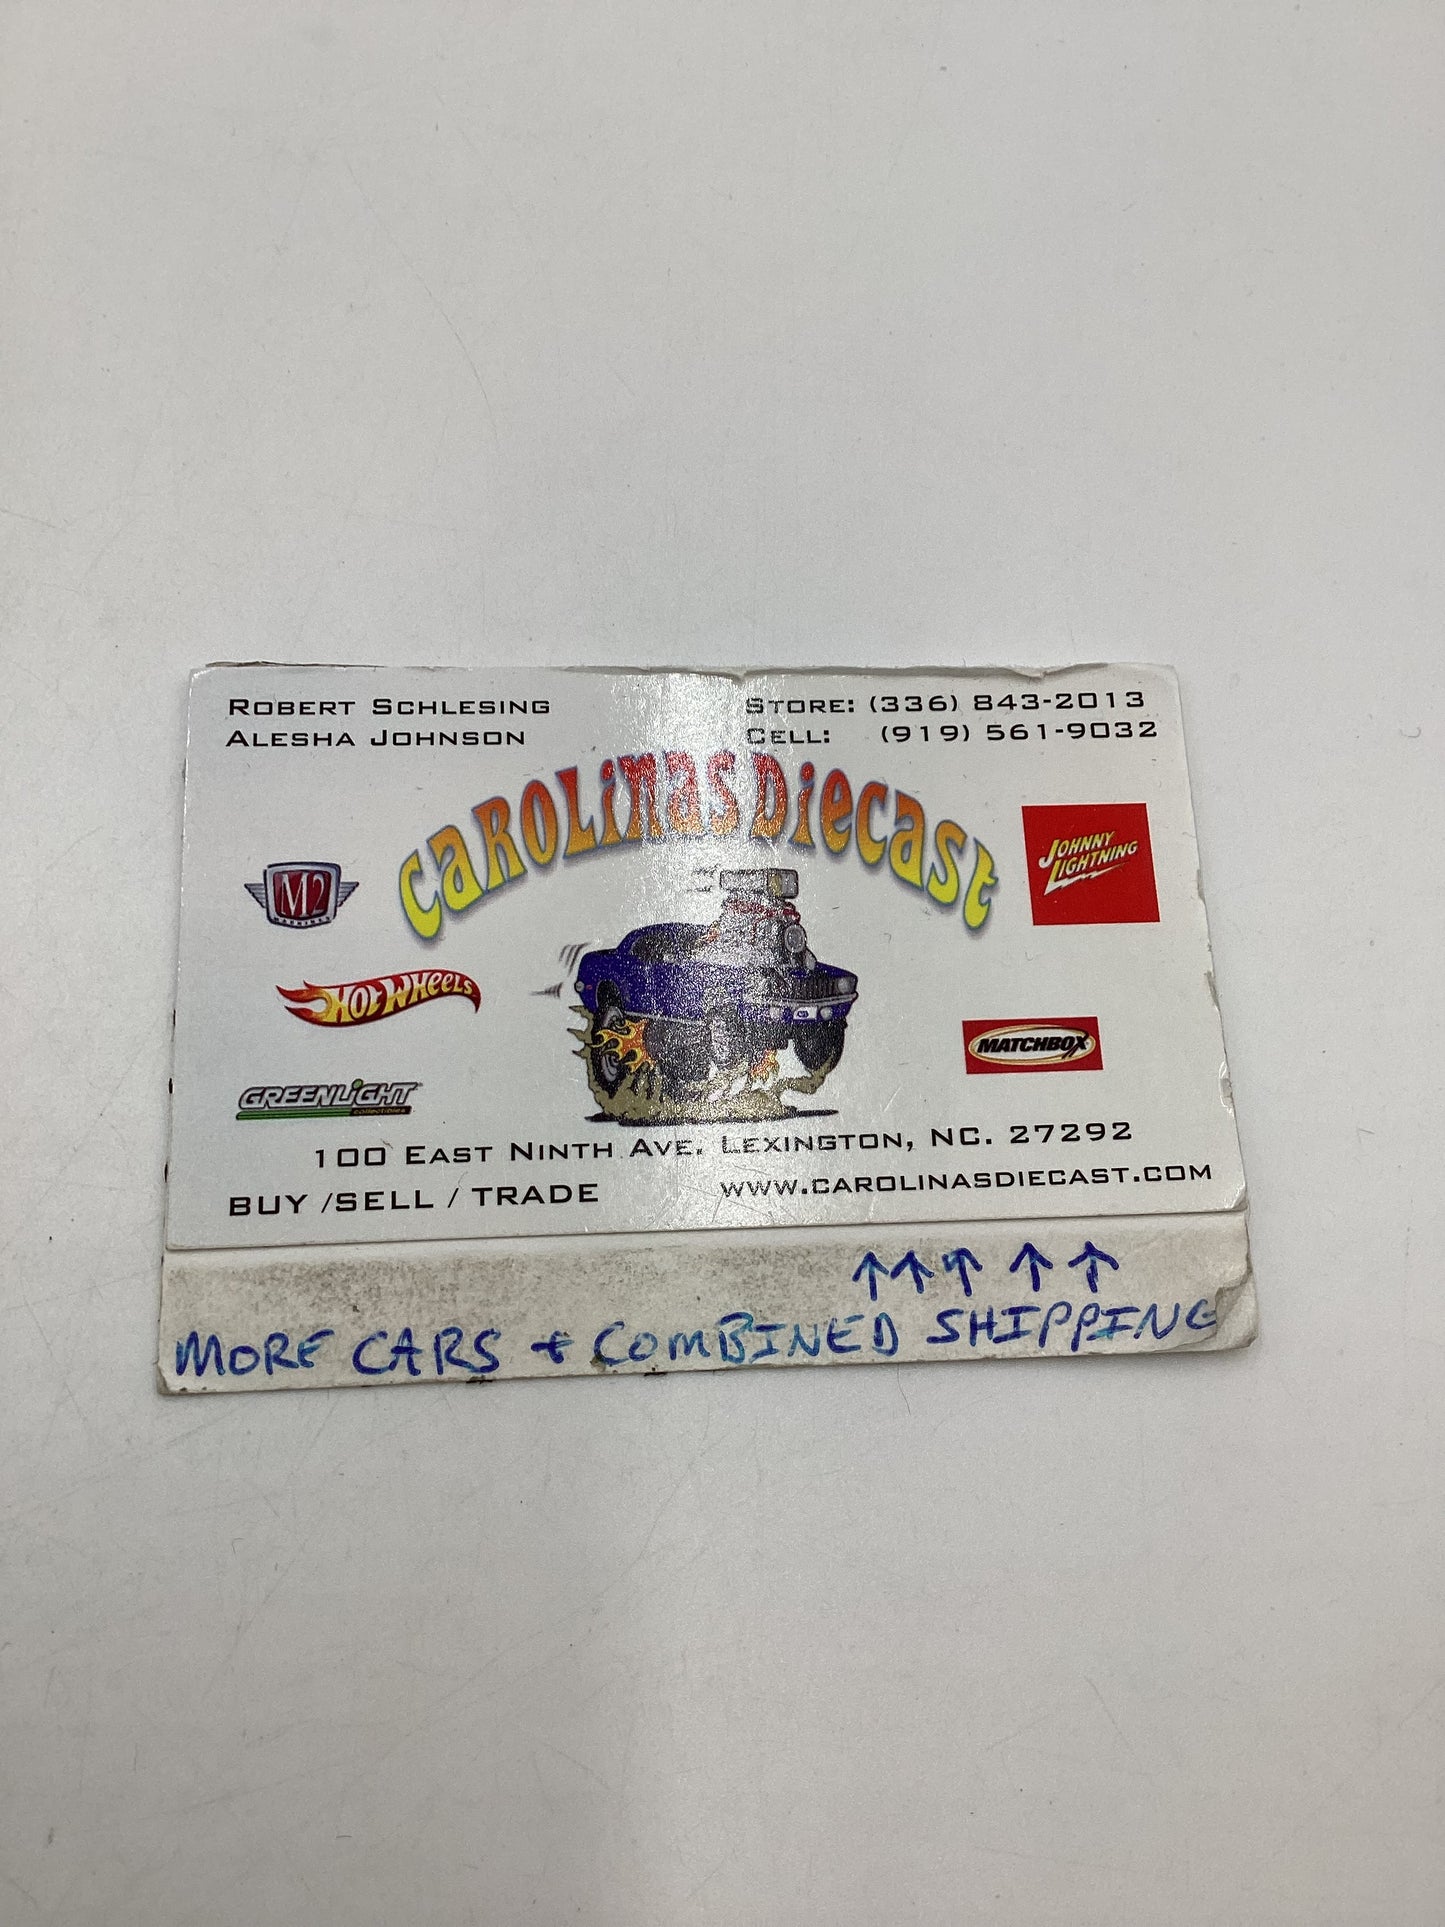 ROBERT SCHLESING
ALESHA JOHNSON
STORE: (336) 843-2013
CELL: (919) 561-9032
CAROLINAS DIECAST
M2
MACHINES
JOHNNY
LIGHTNING
HOT WHEELS
MATCHBOX
GREENLIGHT
collectibles
100 EAST NINTH AVE. LEXINGTON, NC. 27292
BUY /SELL / TRADE
WWW.CAROLINASDIECAST.COM
↑↑↑↑↑
MORE CARS + COMBINED SHIPPING